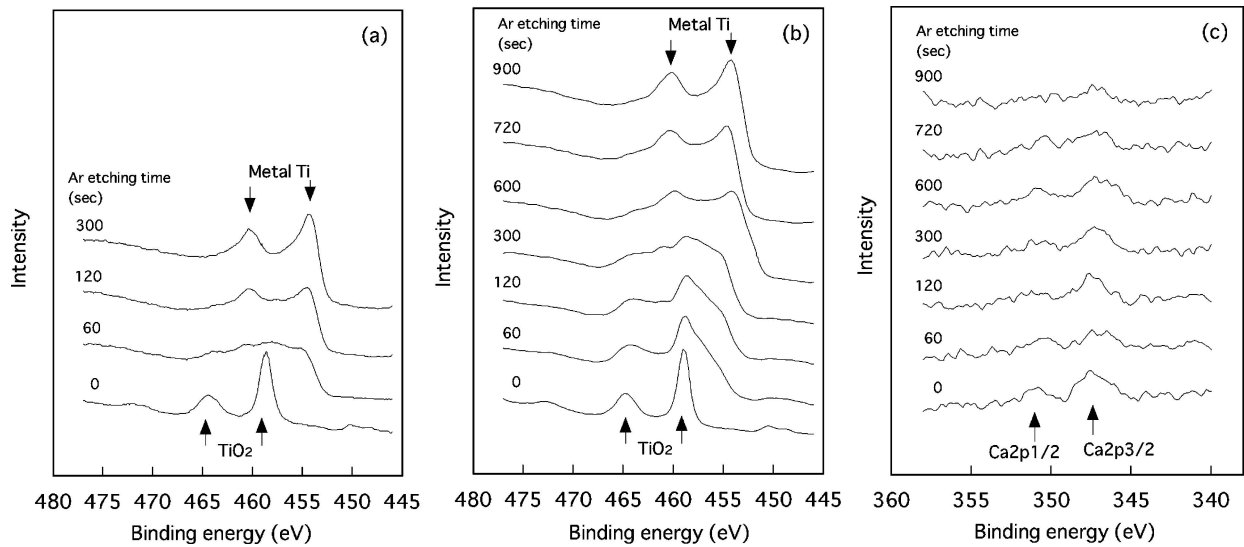 (a)
Metal Ti
Ar etching time
(sec)
300
120
60
0
TiO2
Intensity
480 475 470 465 460 455 450 445
Binding energy (eV)
(b)
Metal Ti
Ar etching time
(sec)
900
720
600
300
120
60
0
TiO2
Intensity
480 475 470 465 460 455 450 445
Binding energy (eV)
(c)
Ar etching time
(sec)
900
720
600
300
120
60
0
Ca2p1/2 Ca2p3/2
Intensity
360 355 350 345 340
Binding energy (eV)